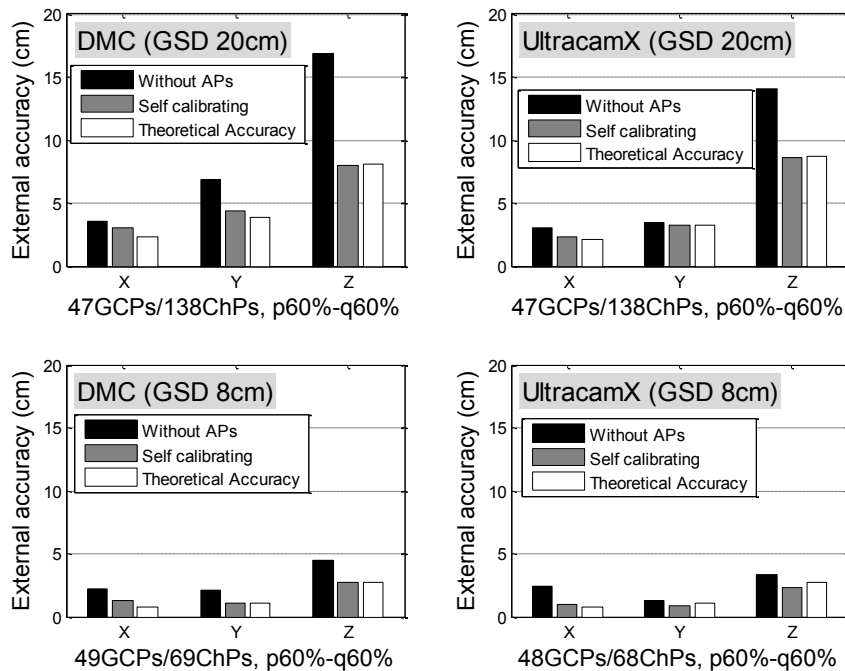 DMC (GSD 20cm)
Without APs
Self calibrating
Theoretical Accuracy
External accuracy (cm)
20
15
10
5
0
X Y Z
47GCPs/138ChPs, p60%-q60%
UltracamX (GSD 20cm)
Without APs
Self calibrating
Theoretical Accuracy
External accuracy (cm)
20
15
10
5
0
X Y Z
47GCPs/138ChPs, p60%-q60%
DMC (GSD 8cm)
Without APs
Self calibrating
Theoretical Accuracy
External accuracy (cm)
20
15
10
5
0
X Y Z
49GCPs/69ChPs, p60%-q60%
UltracamX (GSD 8cm)
Without APs
Self calibrating
Theoretical Accuracy
External accuracy (cm)
20
15
10
5
0
X Y Z
48GCPs/68ChPs, p60%-q60%